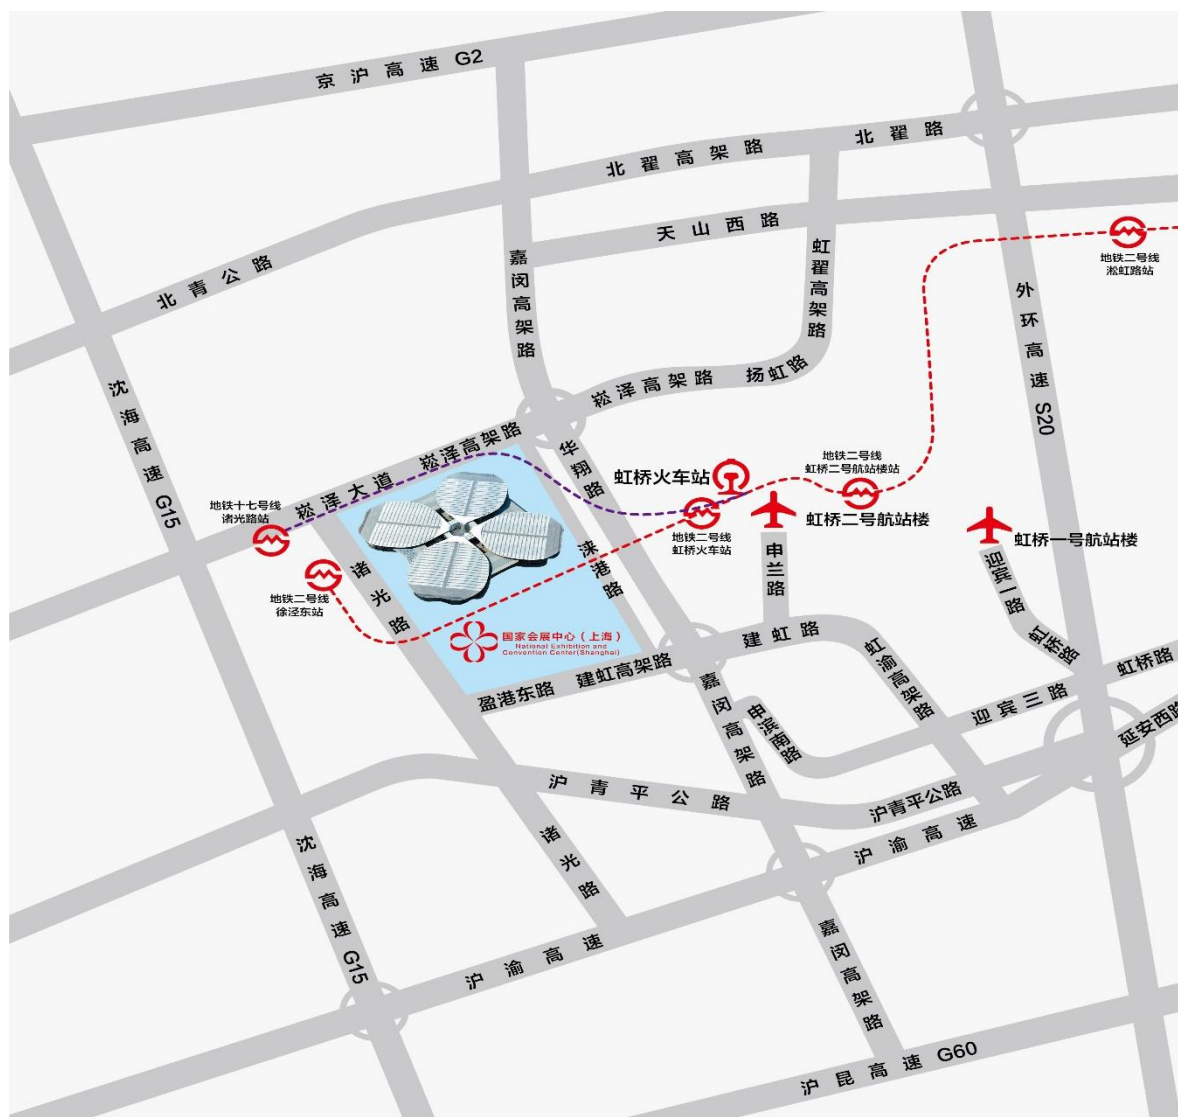 京沪高速 G2
北翟路
北翟高架路
天山西路
地铁二号线
淞虹路站
北青公路
嘉闵高架路
虹翟高架路
外环高速 S20
沈海高速 G15
崧泽高架路
扬虹路
崧泽高架路
崧泽大道
华翔路
地铁十七号线
诸光路站
虹桥火车站
地铁二号线
虹桥二号航站楼站
虹桥二号航站楼
地铁二号线
虹桥火车站
虹桥一号航站楼
涞港路
申兰路
迎宾一路
地铁二号线
徐泾东站
诸光路
国家会展中心（上海）
National Exhibition and
Convention Center(Shanghai)
建虹路
虹桥路
虹桥路
虹渝高架路
建虹高架路
盈港东路
嘉闵高架路
申滨南路
迎宾三路
延安西路
沪青平公路
沪青平公路
沪渝高速
诸光路
沈海高速 G15
沪渝高速
嘉闵高架路
沪昆高速 G60